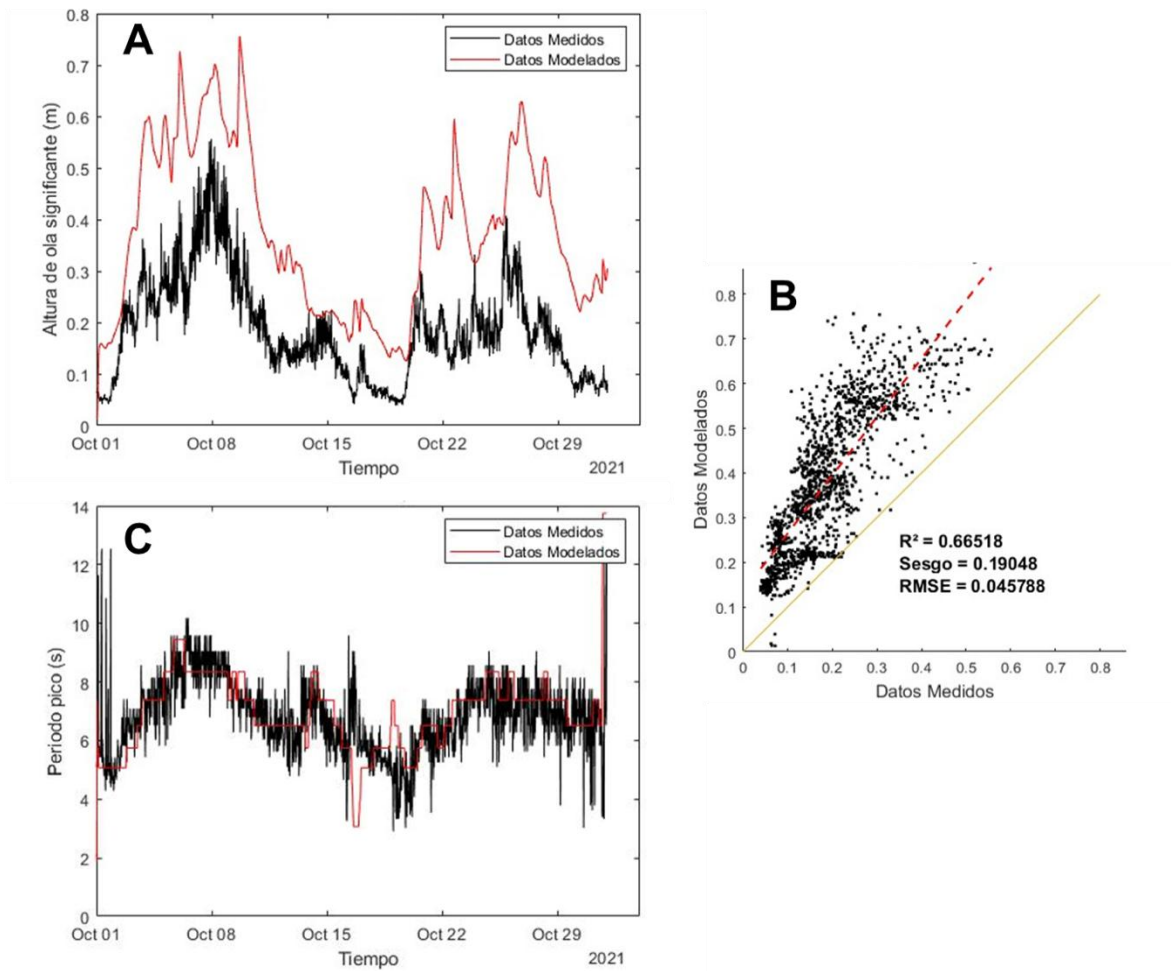 A
Datos Medidos
Datos Modelados
Altura de ola significante (m)
0.8
0.7
0.6
0.5
0.4
0.3
0.2
0.1
0
Oct 01
Oct 08
Oct 15
Oct 22
Oct 29
Tiempo
2021
B
Datos Modelados
0.8
0.7
0.6
0.5
0.4
0.3
0.2
0.1
0
R² = 0.66518
Sesgo = 0.19048
RMSE = 0.045788
0
0.1
0.2
0.3
0.4
0.5
0.6
0.7
0.8
Datos Medidos
C
Datos Medidos
Datos Modelados
Periodo pico (s)
14
12
10
8
6
4
2
0
Oct 01
Oct 08
Oct 15
Oct 22
Oct 29
Tiempo
2021